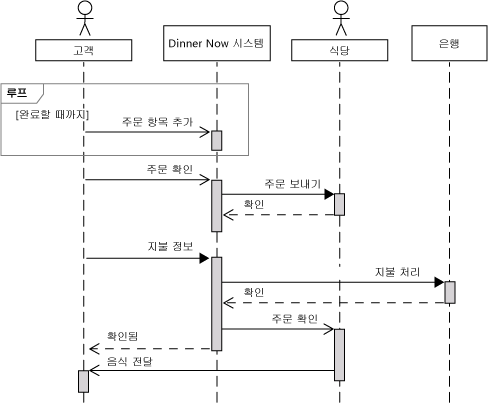 고객
Dinner Now 시스템
식당
은행
루프
[완료할 때까지]
주문 항목 추가
주문 확인
주문 보내기
확인
지불 정보
지불 처리
확인
주문 확인
확인됨
음식 전달